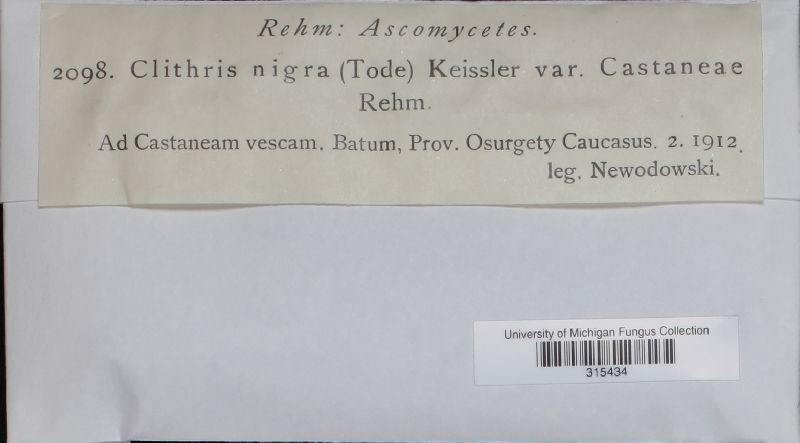 Rehm: Ascomycetes.
2098. Clithris nigra (Tode) Keissler var. Castaneae
Rehm.
Ad Castaneam vescam. Batum, Prov. Osurgety Caucasus. 2. 1912.
leg. Newodowski.
University of Michigan Fungus Collection
315434